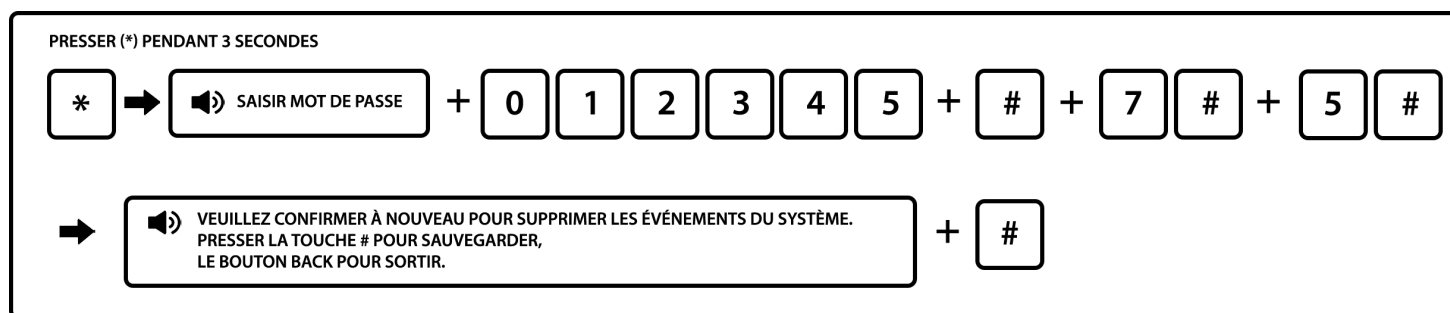 PRESSER (*) PENDANT 3 SECONDES
* SAISIR MOT DE PASSE + 0 1 2 3 4 5 + # + 7 # + 5 #
VEUILLEZ CONFIRMER À NOUVEAU POUR SUPPRIMER LES ÉVÉNEMENTS DU SYSTÈME.
PRESSER LA TOUCHE # POUR SAUVEGARDER,
LE BOUTON BACK POUR SORTIR.
+ #